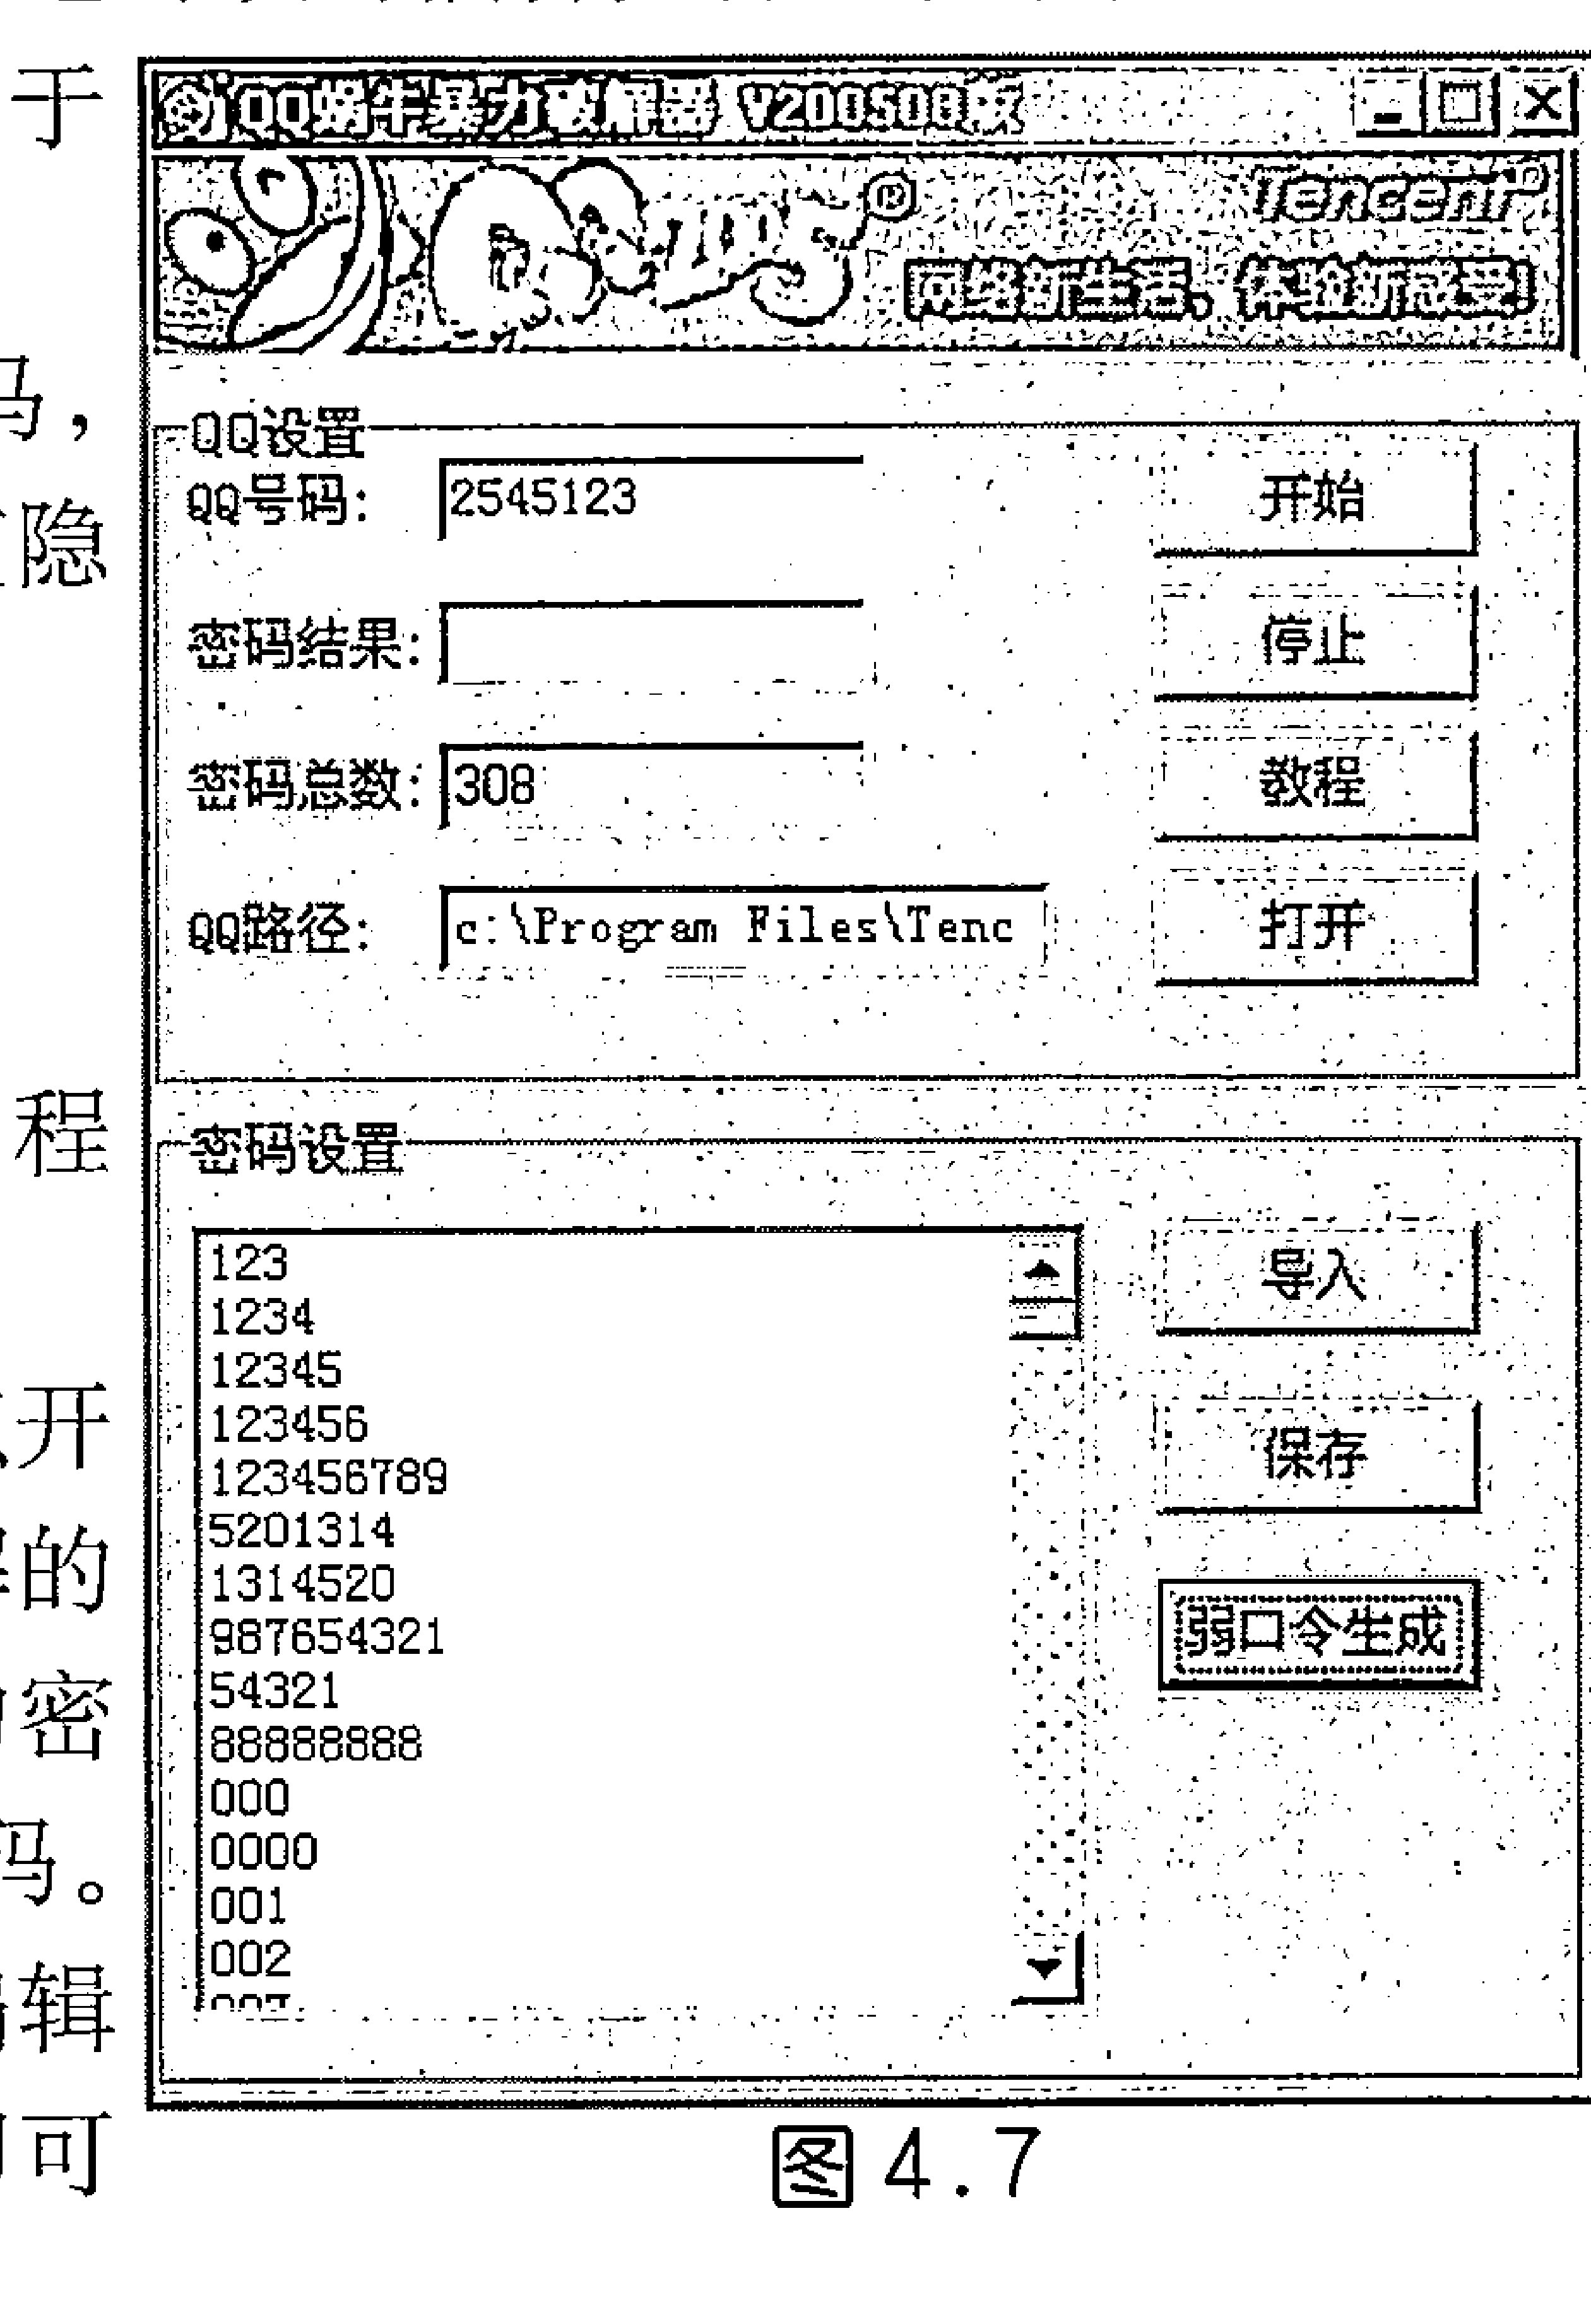 于
QQ蜗牛暴力破解器 V200508版
Tencent
网络新生活，体验新感受!
码，
QQ设置
QQ号码: 2545123 开始
隐
密码结果: 停止
密码总数: 308 教程
QQ路径: c:\Program Files\Tenc 打开
程
密码设置
123 导入
1234
12345
开
123456 保存
123456789
5201314
的
1314520
987654321 弱口令生成
54321
密
88888888
000
0000
码。
001
002
辑
可
图 4.7